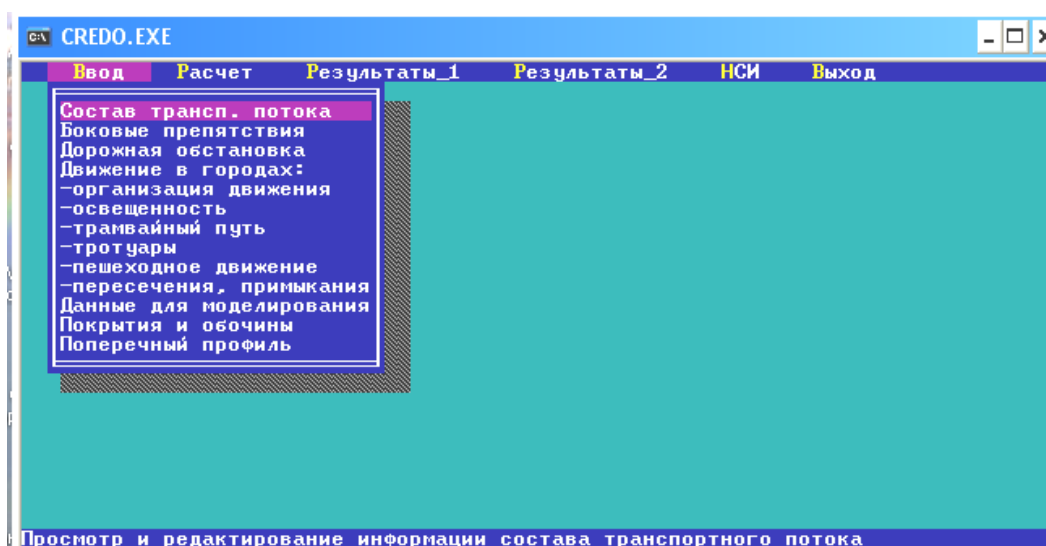 CREDO.EXE
Ввод Расчет Результаты_1 Результаты_2 НСИ Выход
Состав трансп. потока
Боковые препятствия
Дорожная обстановка
Движение в городах:
-организация движения
-освещенность
-трамвайный путь
-тротуары
-пешеходное движение
-пересечения, примыкания
Данные для моделирования
Покрытия и обочины
Поперечный профиль
Просмотр и редактирование информации состава транспортного потока